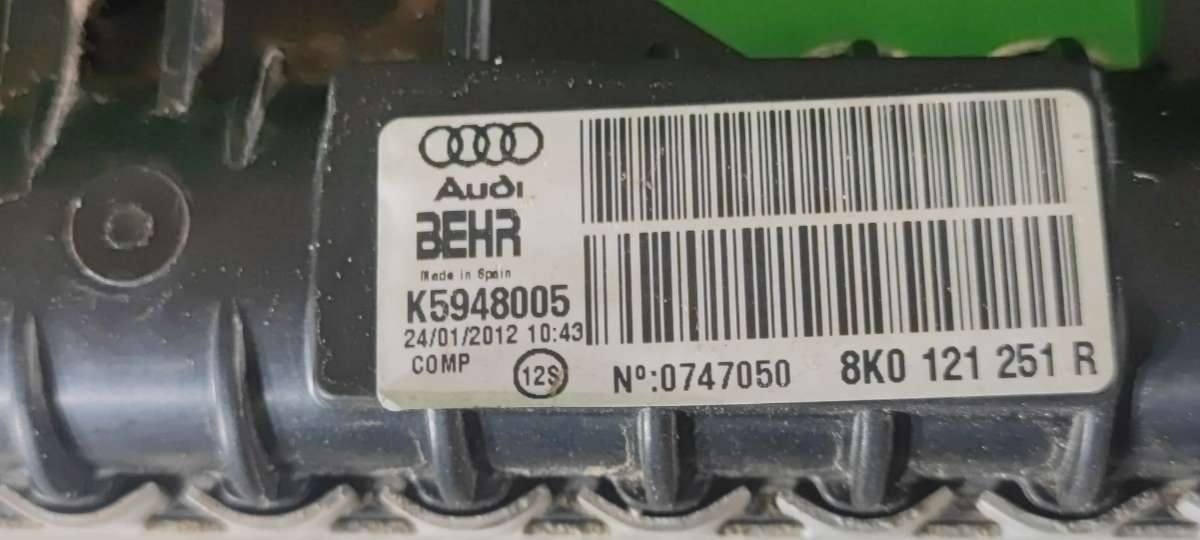 Audi
BEHR
Made in Spain
K5948005
24/01/2012 10:43
COMP
12S
Nº:0747050
8K0 121 251 R